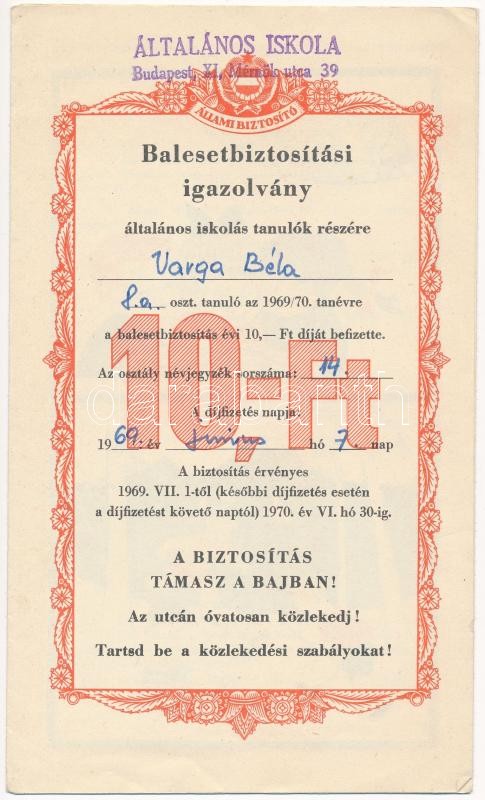 ÁLTALÁNOS ISKOLA
Budapest, XI, Mérnök utca 39
ÁLLAMI BIZTOSÍTÓ
Balesetbiztosítási
igazolvány
általános iskolás tanulók részére
Varga Béla
8.a. oszt. tanuló az 1969/70. tanévre
a balesetbiztosítás évi 10,— Ft díját befizette.
10,-Ft
Az osztály névjegyzék sorszáma: 14.
A díjfizetés napja:
1969. év június hó 7. nap
A biztosítás érvényes
1969. VII. 1-től (későbbi díjfizetés esetén
a díjfizetést követő naptól) 1970. év VI. hó 30-ig.
A BIZTOSÍTÁS
TÁMASZ A BAJBAN!
Az utcán óvatosan közlekedj!
Tartsd be a közlekedési szabályokat!
darabanth